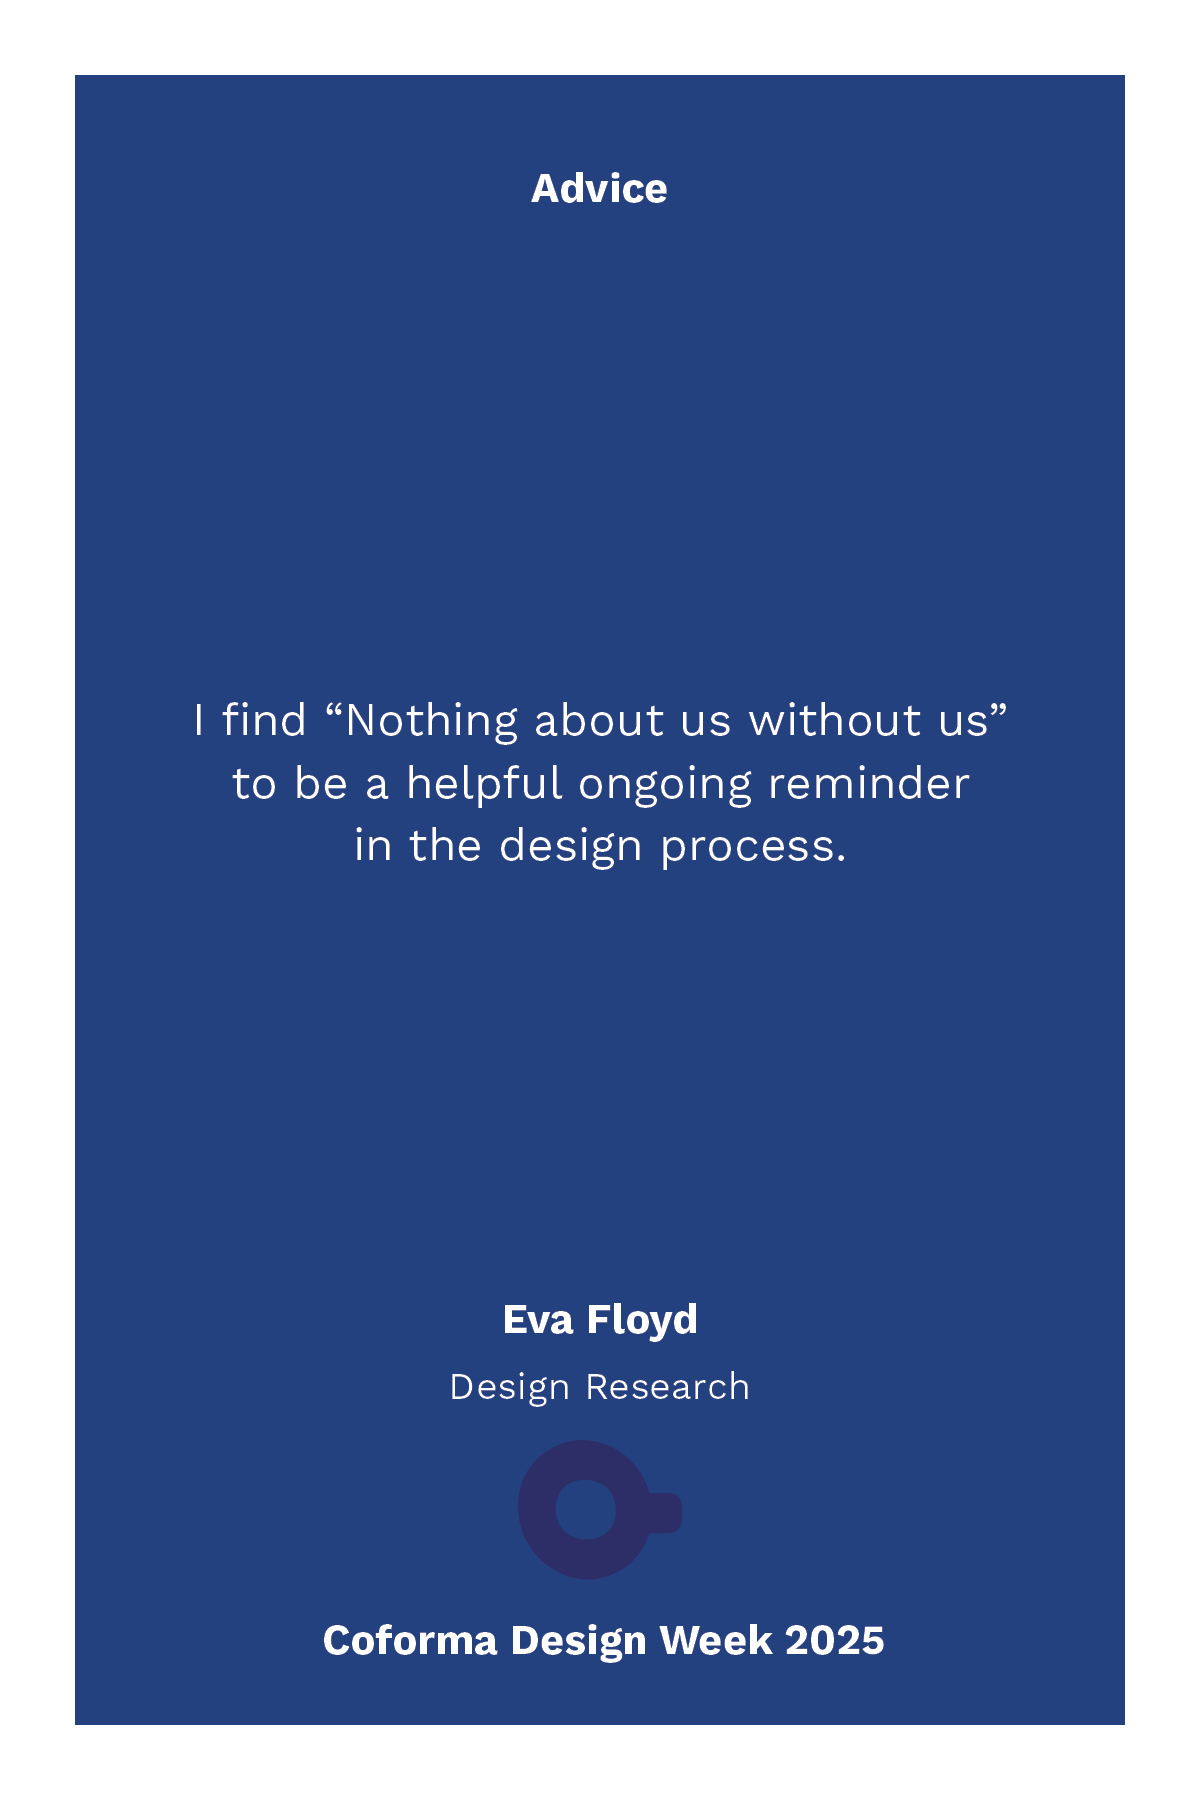 Advice
I find “Nothing about us without us”
to be a helpful ongoing reminder
in the design process.
Eva Floyd
Design Research
Coforma Design Week 2025